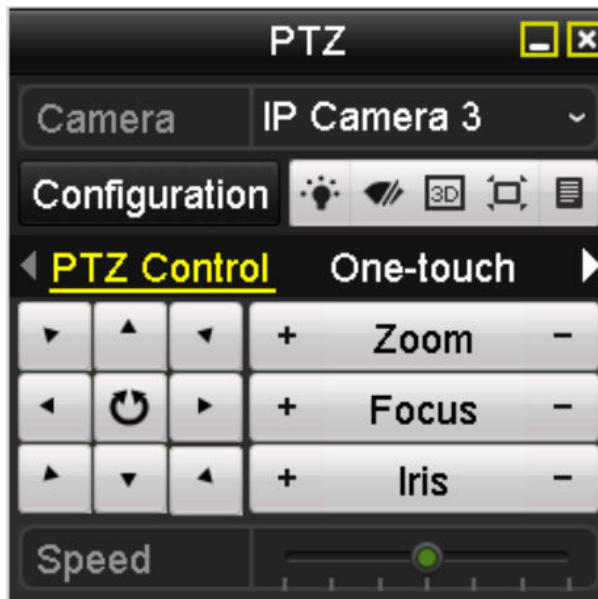 PTZ
Camera IP Camera 3
Configuration 3D
PTZ Control One-touch
+ Zoom −
+ Focus −
+ Iris −
Speed